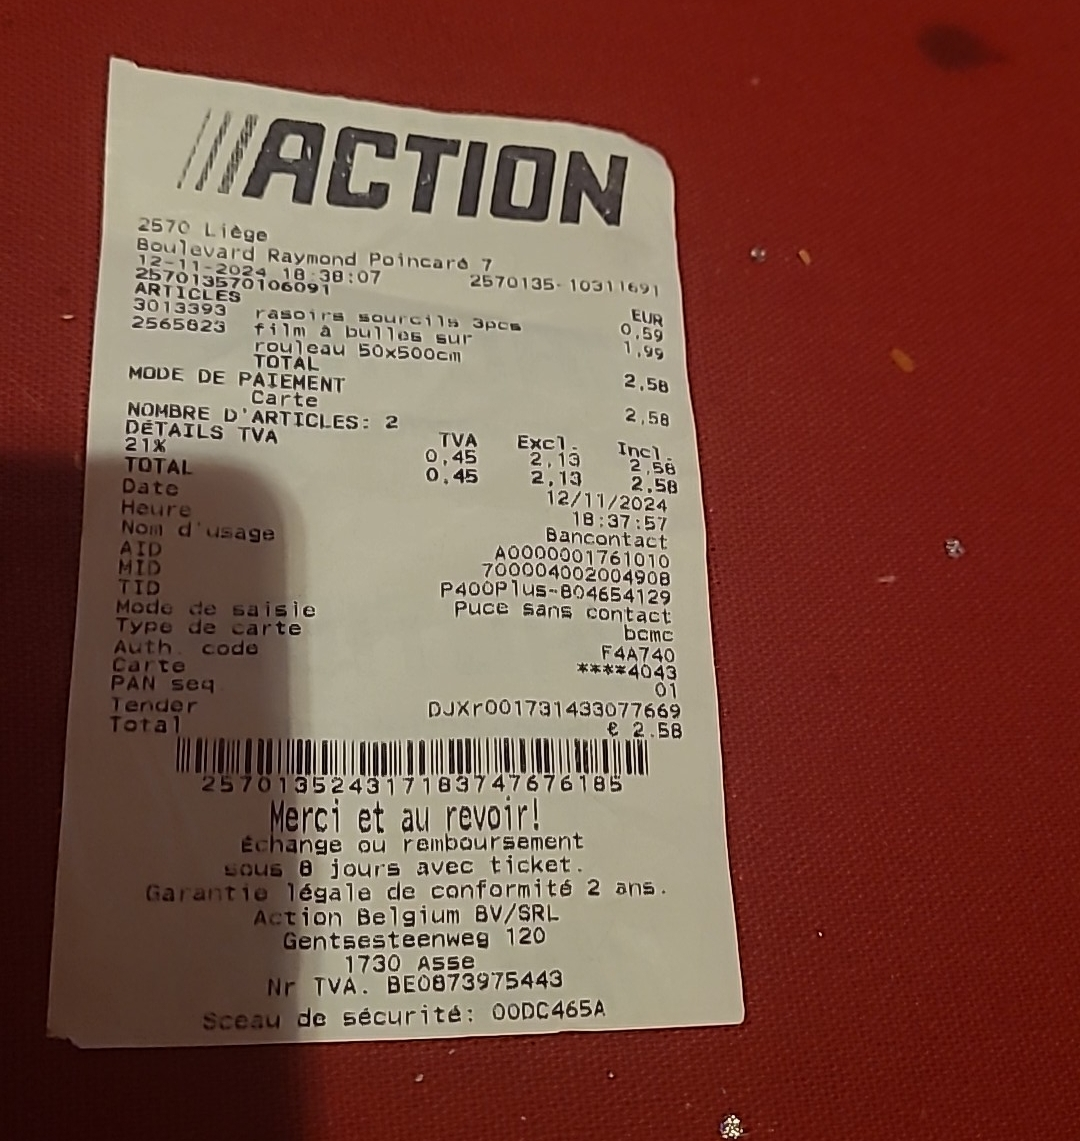 ///ACTION
2570 Liège
Boulevard Raymond Poincaré 7
12-11-2024 18:38:07 2570135-10311691
257013570106091
ARTICLES EUR
3013393 rasoirs sourcils 3pcs 0,59
2565823 film à bulles sur 1,99
rouleau 50x500cm
TOTAL 2,58
MODE DE PAIEMENT
Carte 2,58
NOMBRE D'ARTICLES: 2
DÉTAILS TVA TVA Excl. Incl.
21% 0,45 2,13 2,58
TOTAL 0,45 2,13 2,58
Date 12/11/2024
Heure 18:37:57
Nom d'usage Bancontact
AID A0000001761010
MID 700004002004908
TID P400Plus-804654129
Mode de saisie Puce sans contact
Type de carte bcmc
Auth. code F4A740
Carte ****4043
PAN seq 01
Tender DJXr001731433077669
Total € 2.58
257013524317183747676185
Merci et au revoir!
Échange ou remboursement
sous 8 jours avec ticket.
Garantie légale de conformité 2 ans.
Action Belgium BV/SRL
Gentsesteenweg 120
1730 Asse
Nr TVA. BE0873975443
Sceau de sécurité: 00DC465A